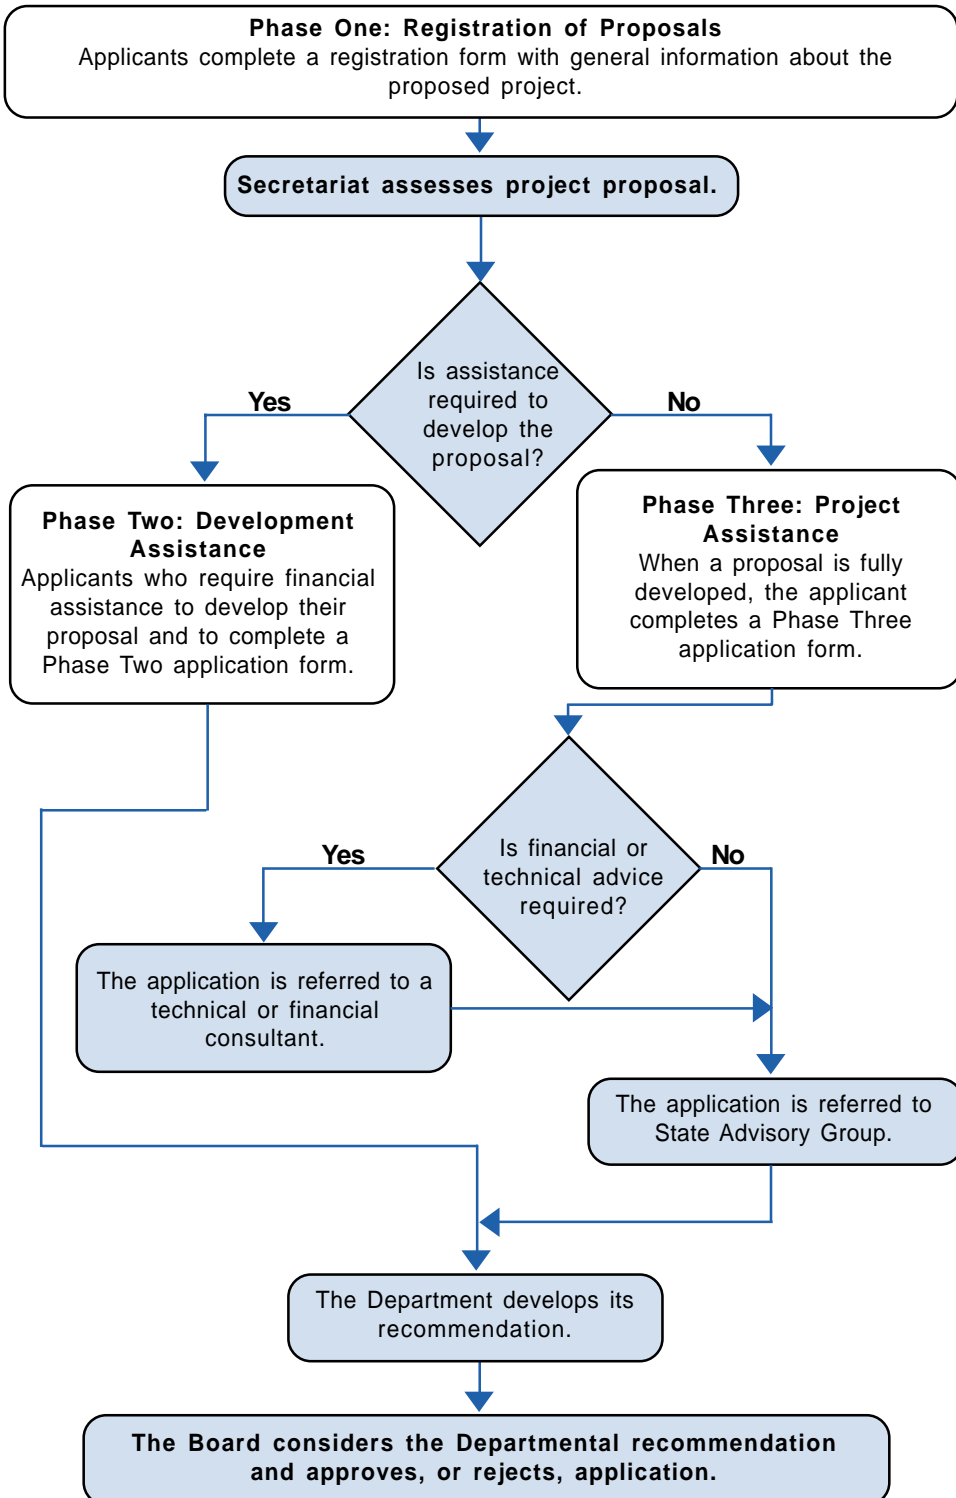 Phase One: Registration of Proposals
Applicants complete a registration form with general information about the
proposed project.
Secretariat assesses project proposal.
Is assistance
required to
develop the
proposal?
Yes
No
Phase Two: Development
Assistance
Applicants who require financial
assistance to develop their
proposal and to complete a
Phase Two application form.
Phase Three: Project
Assistance
When a proposal is fully
developed, the applicant
completes a Phase Three
application form.
Is financial or
technical advice
required?
Yes
No
The application is referred to a
technical or financial
consultant.
The application is referred to
State Advisory Group.
The Department develops its
recommendation.
The Board considers the Departmental recommendation
and approves, or rejects, application.